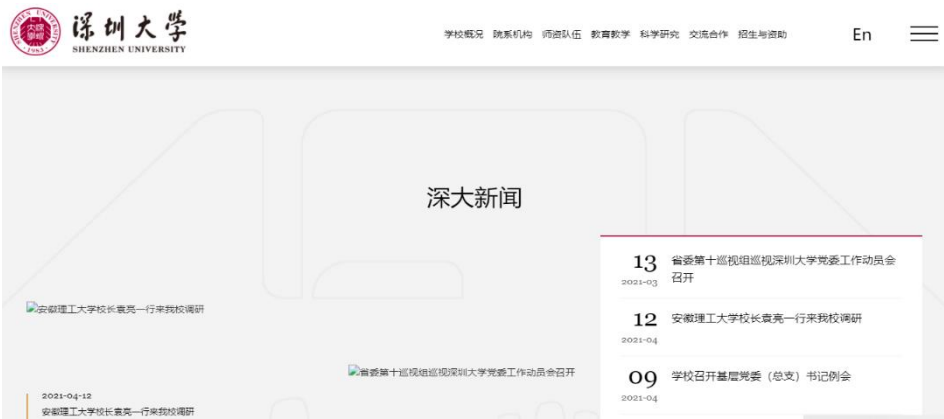 深圳大学
SHENZHEN UNIVERSITY
学校概况 院系机构 师资队伍 教育教学 科学研究 交流合作 招生与资助
En
深大新闻
安徽理工大学校长袁亮一行来我校调研
省委第十巡视组巡视深圳大学党委工作动员会召开
2021-04-12
安徽理工大学校长袁亮一行来我校调研
13
2021-03
省委第十巡视组巡视深圳大学党委工作动员会
召开
12
2021-04
安徽理工大学校长袁亮一行来我校调研
09
2021-04
学校召开基层党委（总支）书记例会